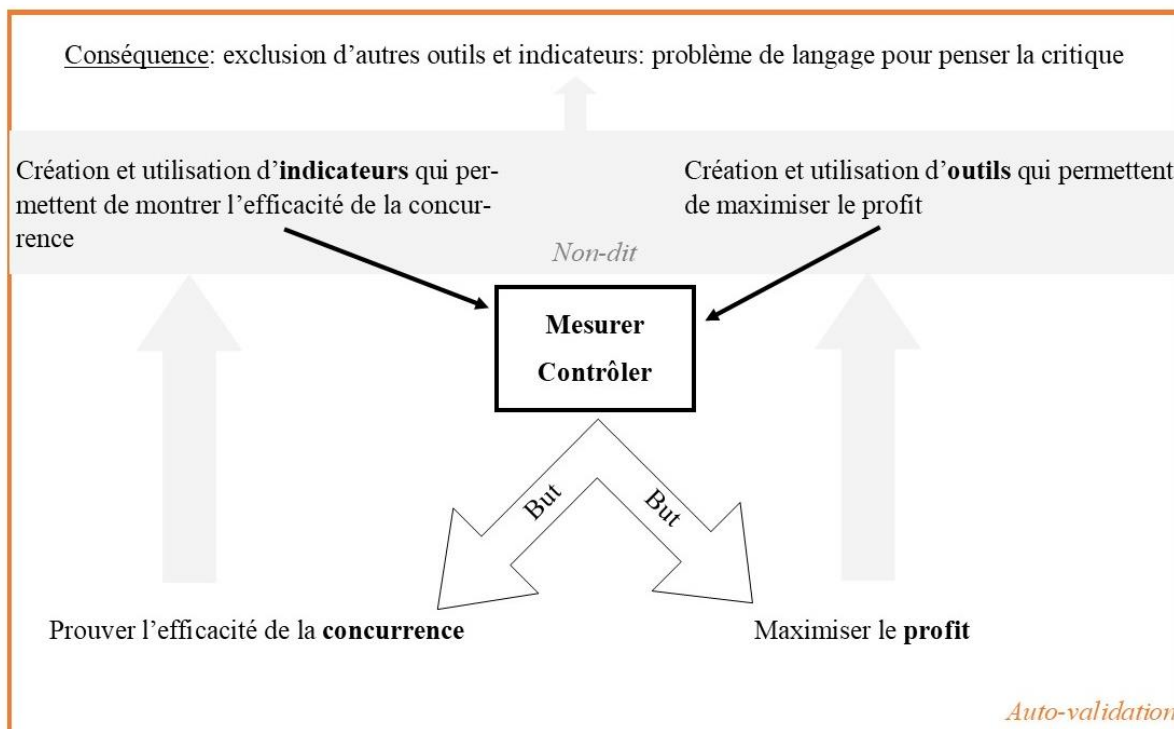 Conséquence: exclusion d’autres outils et indicateurs: problème de langage pour penser la critique
Création et utilisation d’indicateurs qui per-
mettent de montrer l’efficacité de la concur-
rence
Création et utilisation d’outils qui permettent
de maximiser le profit
Non-dit
Mesurer
Contrôler
But
But
Prouver l’efficacité de la concurrence
Maximiser le profit
Auto-validation